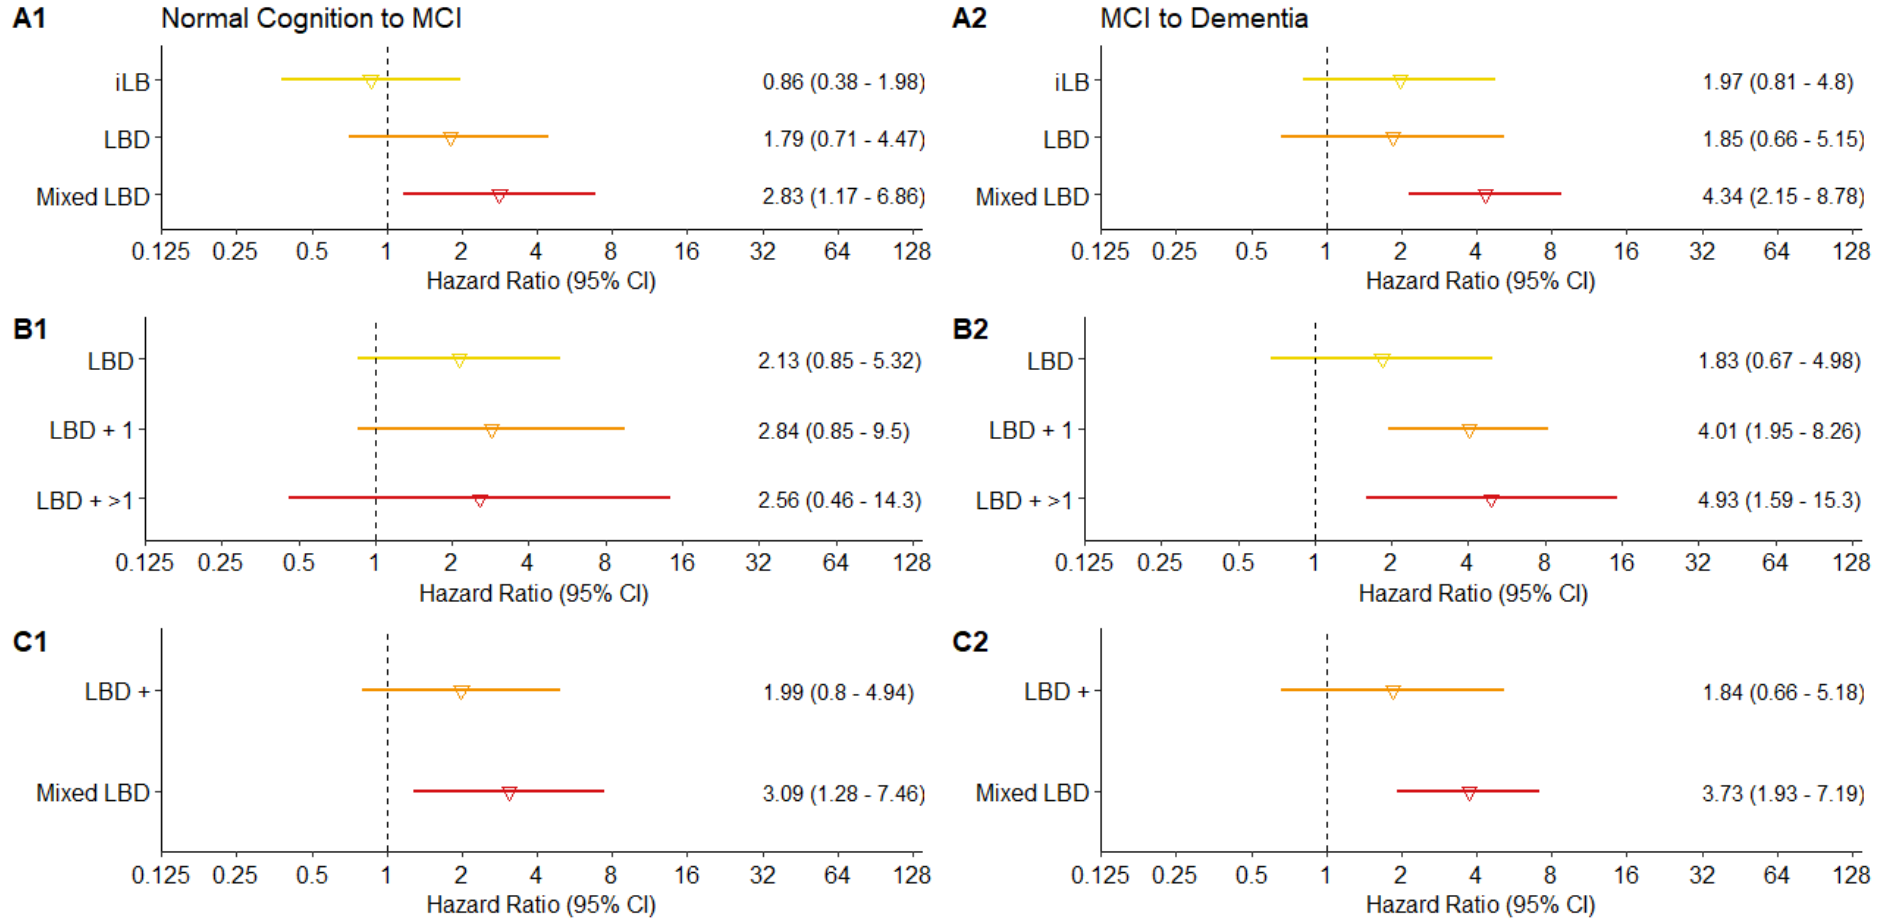 A1 Normal Cognition to MCI
iLB 0.86 (0.38 - 1.98)
LBD 1.79 (0.71 - 4.47)
Mixed LBD 2.83 (1.17 - 6.86)
0.125 0.25 0.5 1 2 4 8 16 32 64 128
Hazard Ratio (95% CI)
A2 MCI to Dementia
iLB 1.97 (0.81 - 4.8)
LBD 1.85 (0.66 - 5.15)
Mixed LBD 4.34 (2.15 - 8.78)
0.125 0.25 0.5 1 2 4 8 16 32 64 128
Hazard Ratio (95% CI)
B1
LBD 2.13 (0.85 - 5.32)
LBD + 1 2.84 (0.85 - 9.5)
LBD + >1 2.56 (0.46 - 14.3)
0.125 0.25 0.5 1 2 4 8 16 32 64 128
Hazard Ratio (95% CI)
B2
LBD 1.83 (0.67 - 4.98)
LBD + 1 4.01 (1.95 - 8.26)
LBD + >1 4.93 (1.59 - 15.3)
0.125 0.25 0.5 1 2 4 8 16 32 64 128
Hazard Ratio (95% CI)
C1
LBD + 1.99 (0.8 - 4.94)
Mixed LBD 3.09 (1.28 - 7.46)
0.125 0.25 0.5 1 2 4 8 16 32 64 128
Hazard Ratio (95% CI)
C2
LBD + 1.84 (0.66 - 5.18)
Mixed LBD 3.73 (1.93 - 7.19)
0.125 0.25 0.5 1 2 4 8 16 32 64 128
Hazard Ratio (95% CI)